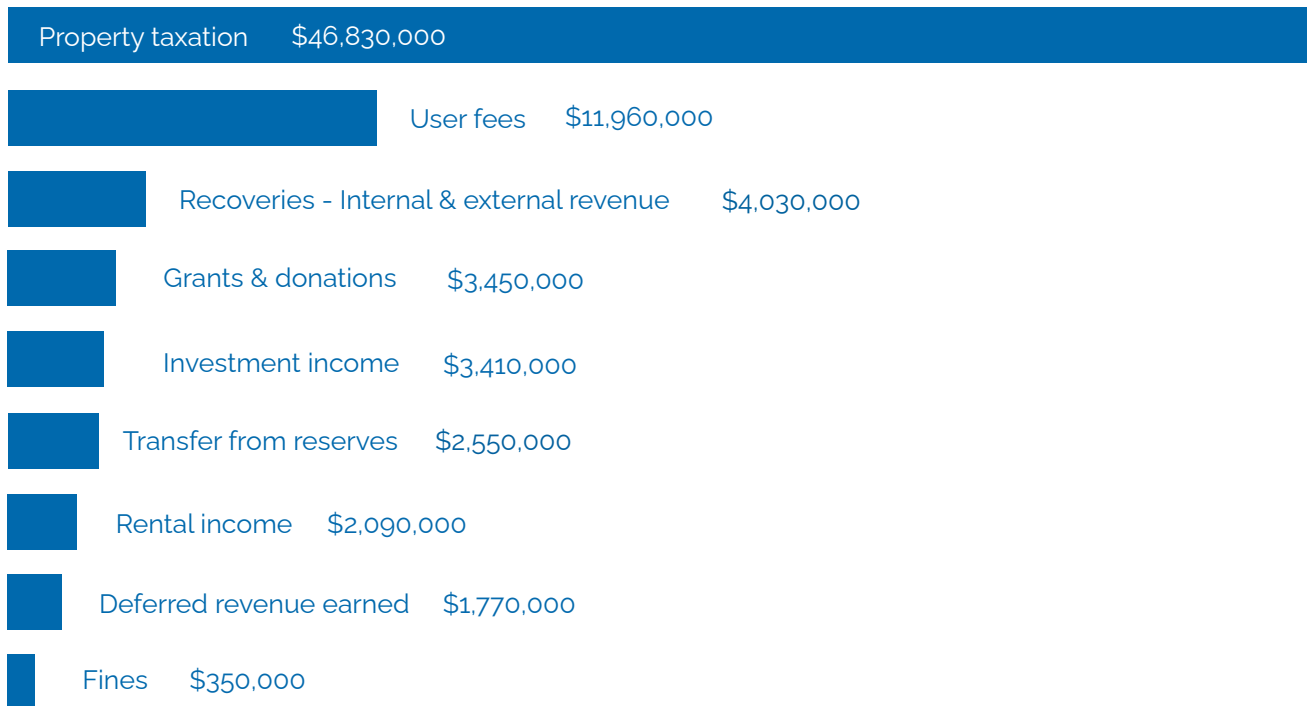 Property taxation $46,830,000
User fees $11,960,000
Recoveries - Internal & external revenue $4,030,000
Grants & donations $3,450,000
Investment income $3,410,000
Transfer from reserves $2,550,000
Rental income $2,090,000
Deferred revenue earned $1,770,000
Fines $350,000